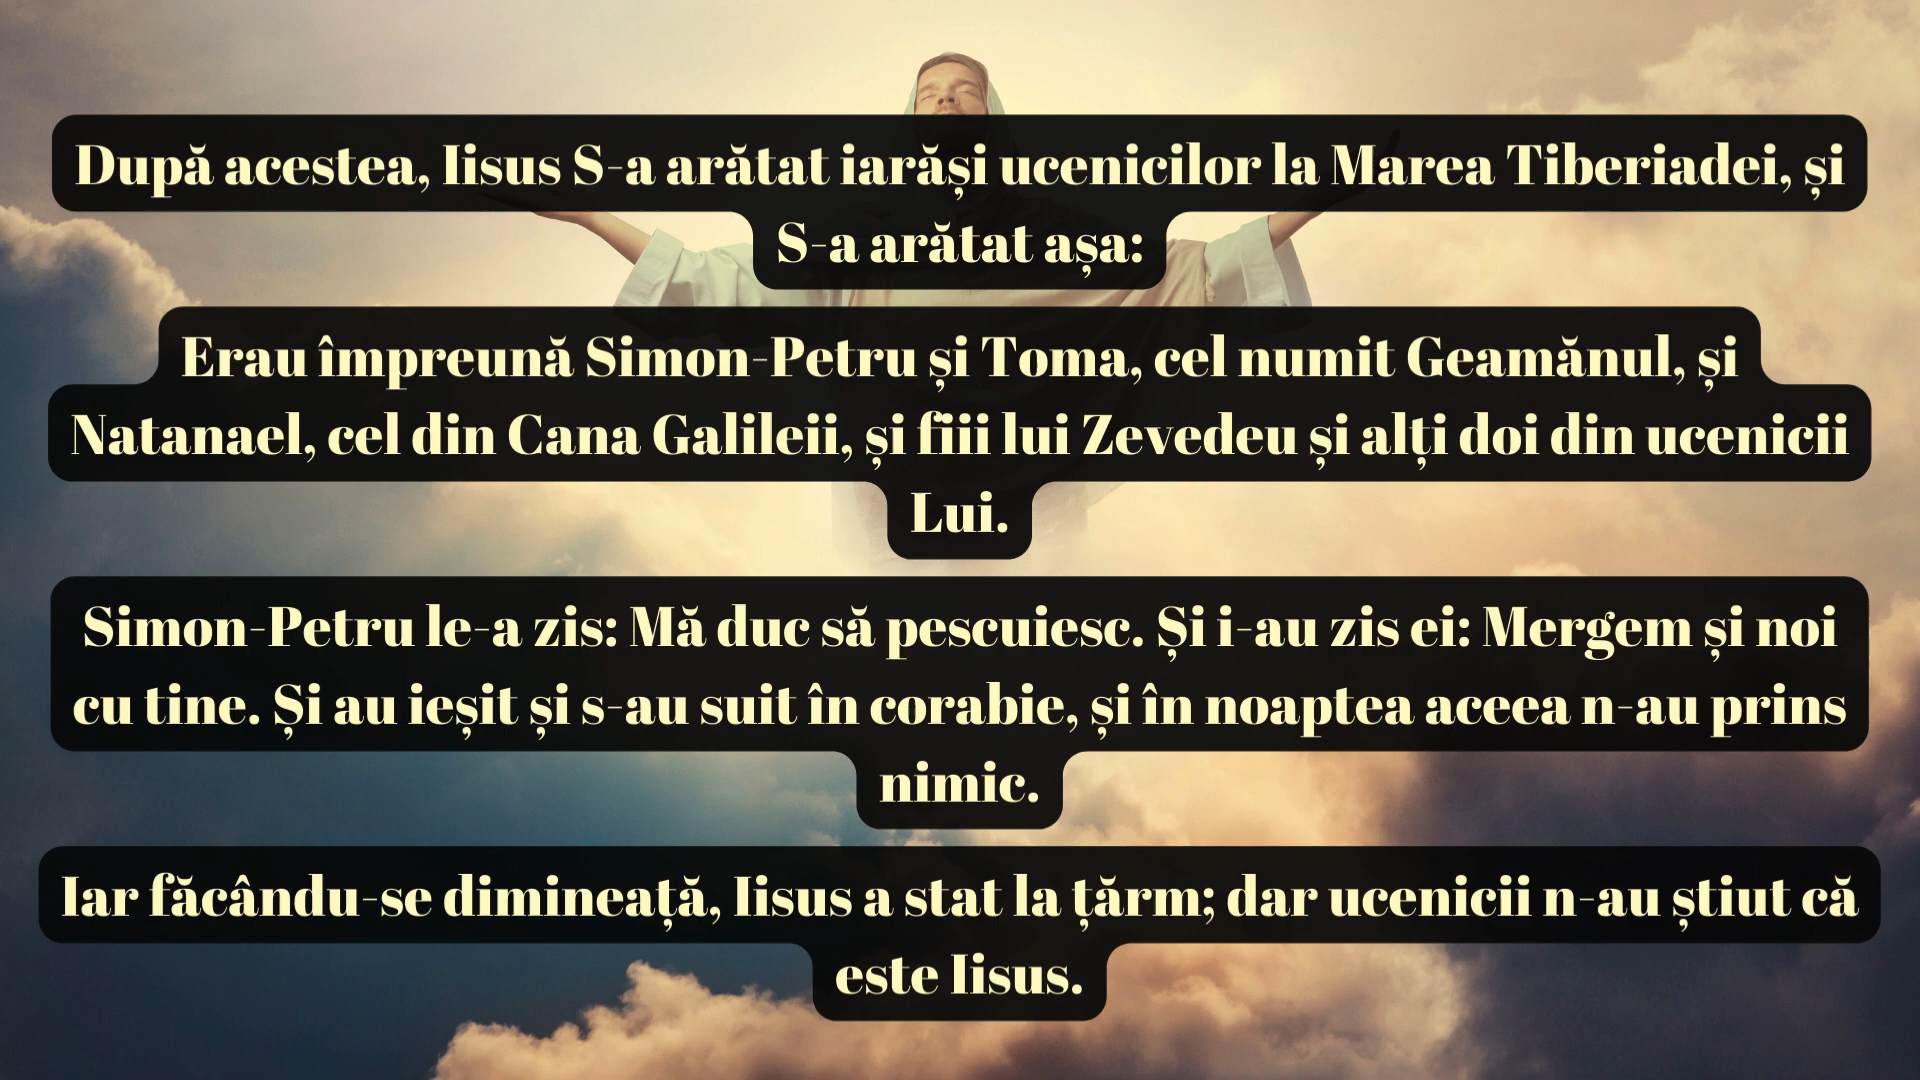 După acestea, Iisus S-a arătat iarăși ucenicilor la Marea Tiberiadei, și
S-a arătat așa:
Erau împreună Simon-Petru și Toma, cel numit Geamănul, și
Natanael, cel din Cana Galileii, și fiii lui Zevedeu și alți doi din ucenicii
Lui.
Simon-Petru le-a zis: Mă duc să pescuiesc. Și i-au zis ei: Mergem și noi
cu tine. Și au ieșit și s-au suit în corabie, și în noaptea aceea n-au prins
nimic.
Iar făcându-se dimineață, Iisus a stat la țărm; dar ucenicii n-au știut că
este Iisus.